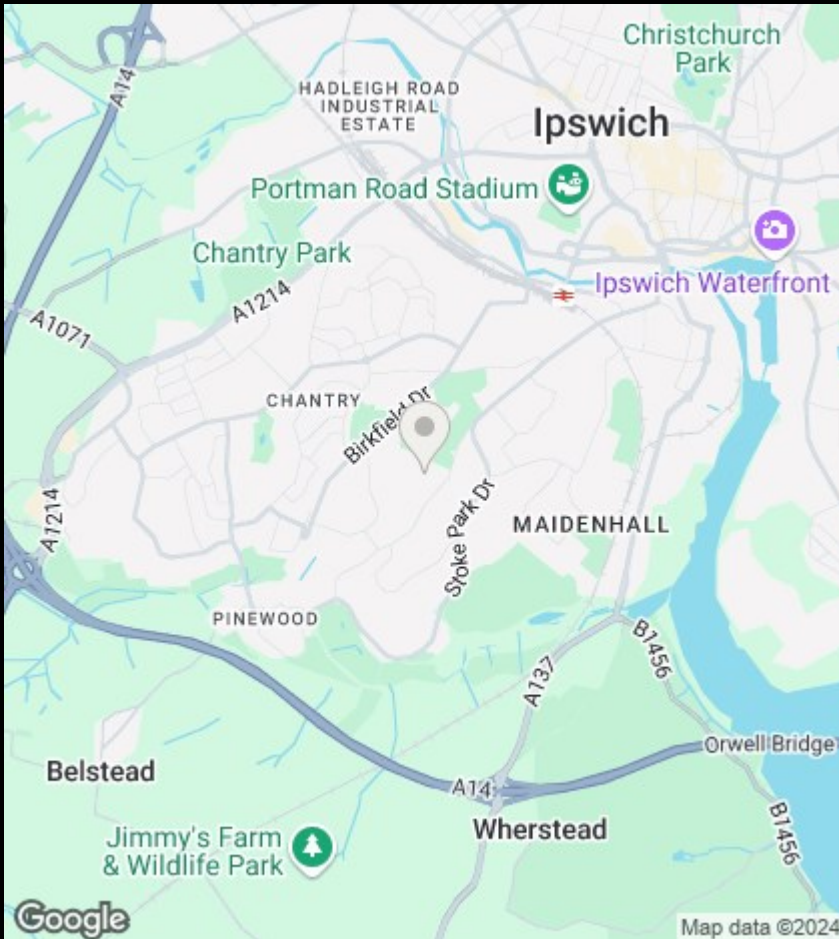 Christchurch
Park
A14
HADLEIGH ROAD
INDUSTRIAL
ESTATE
Ipswich
Portman Road Stadium
Chantry Park
Ipswich Waterfront
A1214
A1071
CHANTRY
Birkfield Dr
A1214
Stoke Park Dr
MAIDENHALL
PINEWOOD
B1456
A137
Orwell Bridge
Belstead
A14
Wherstead
B1456
Jimmy's Farm
& Wildlife Park
Google
Map data ©2024